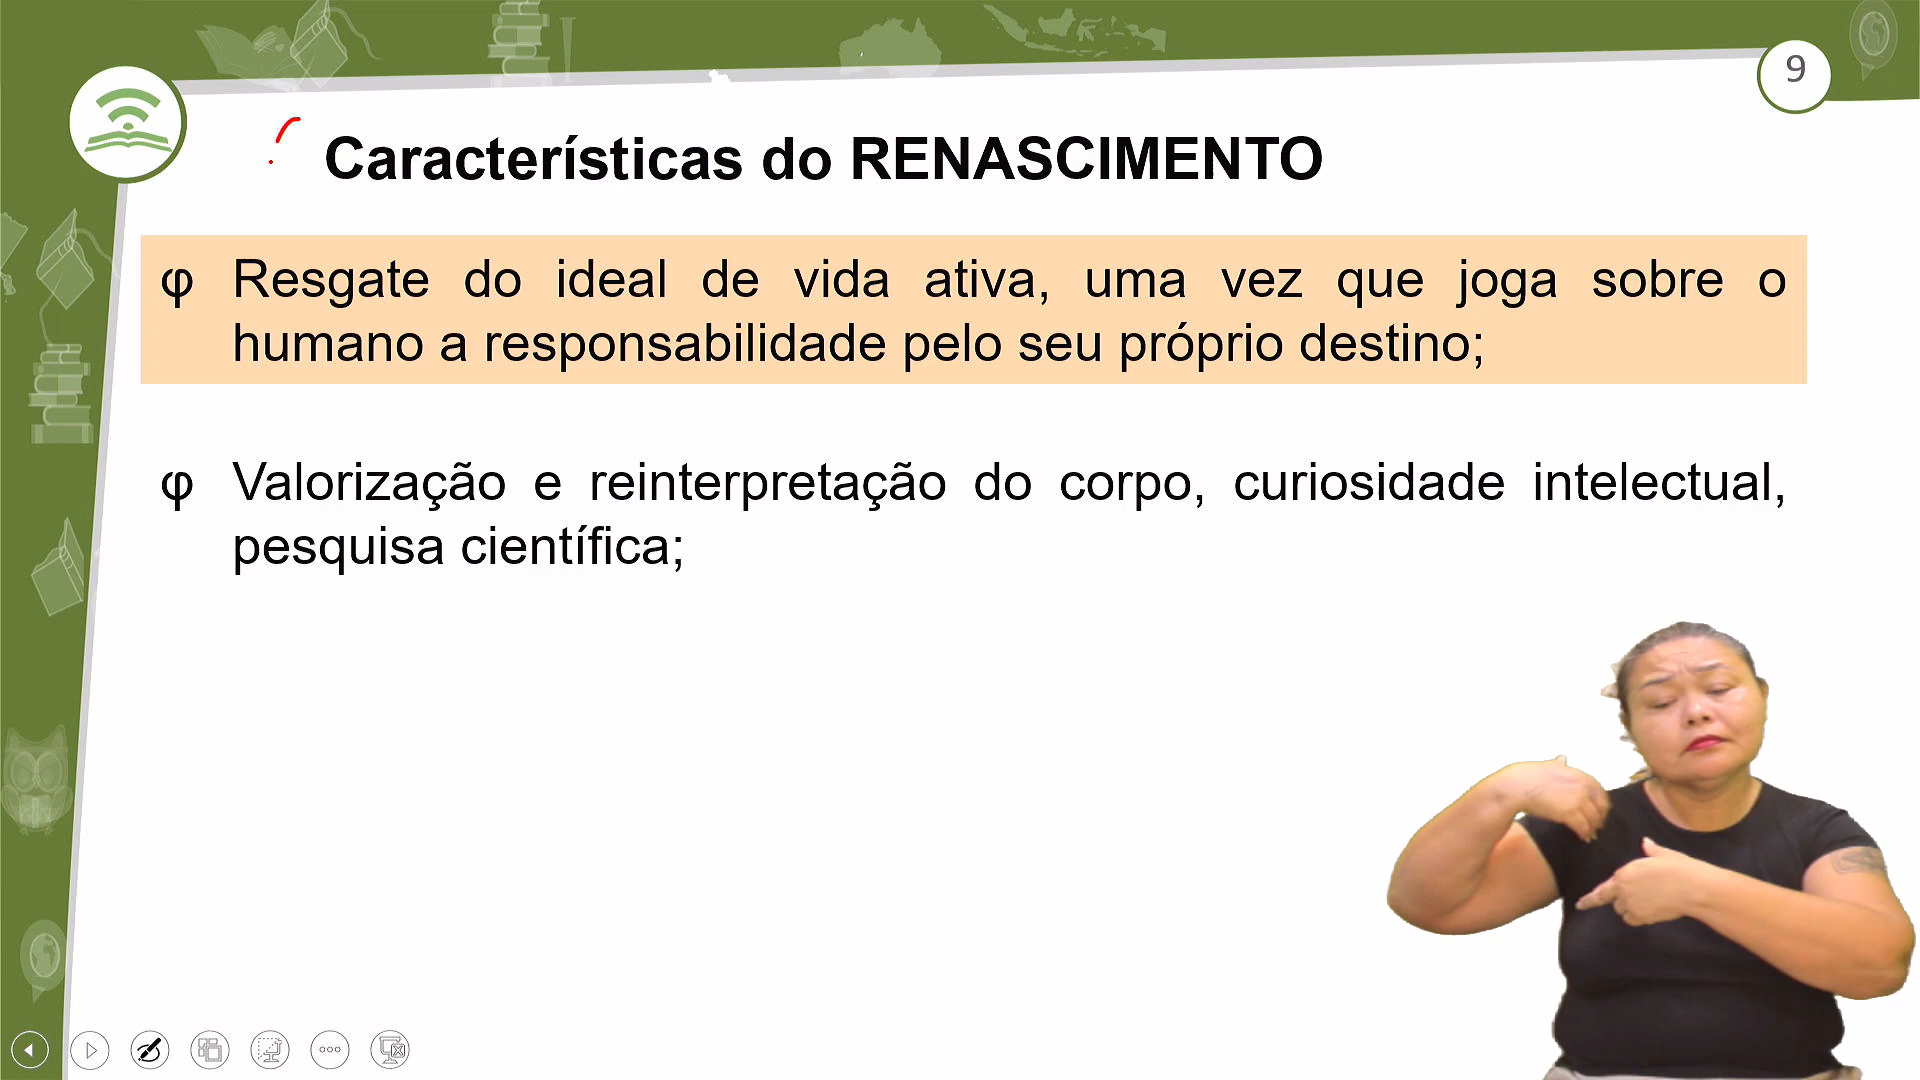 9
Características do RENASCIMENTO
φ Resgate do ideal de vida ativa, uma vez que joga sobre o
humano a responsabilidade pelo seu próprio destino;
φ Valorização e reinterpretação do corpo, curiosidade intelectual,
pesquisa científica;